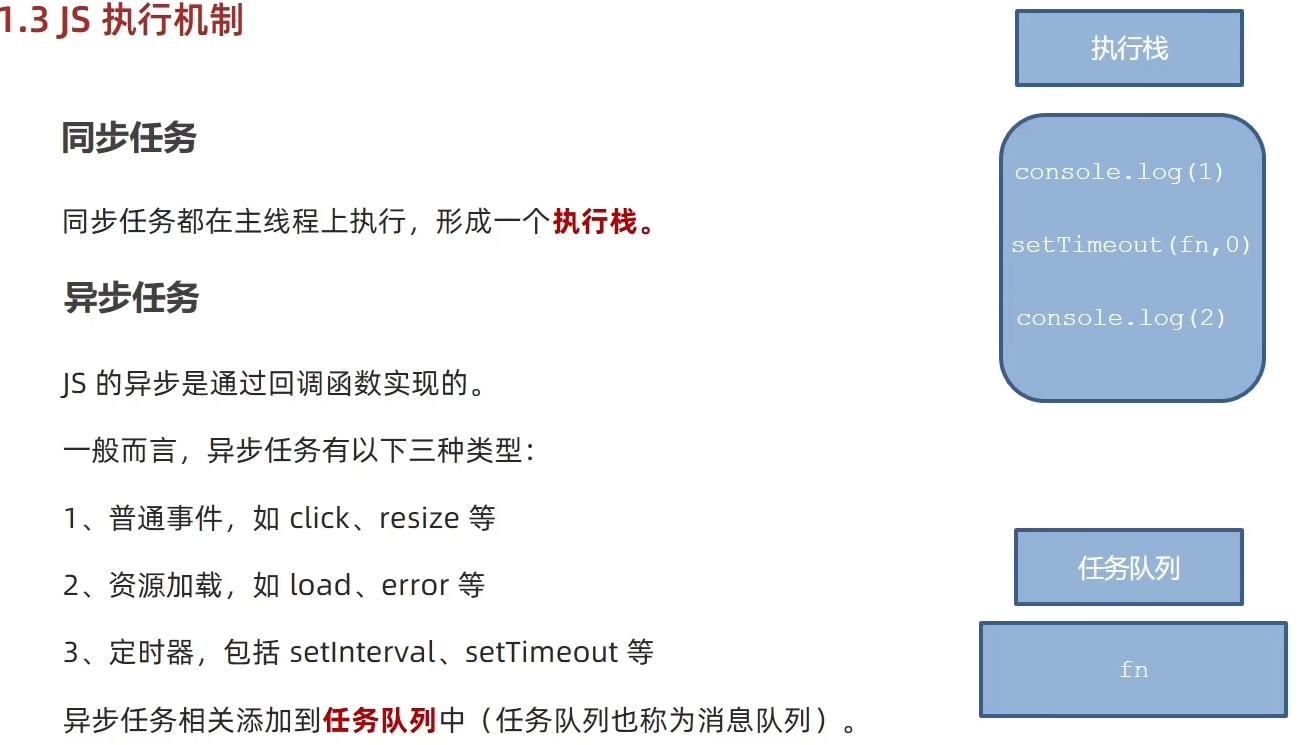 1.3 JS 执行机制
同步任务
同步任务都在主线程上执行，形成一个执行栈。
异步任务
JS 的异步是通过回调函数实现的。
一般而言，异步任务有以下三种类型：
1、普通事件，如 click、resize 等
2、资源加载，如 load、error 等
3、定时器，包括 setInterval、setTimeout 等
异步任务相关添加到任务队列中（任务队列也称为消息队列）。
执行栈
console.log(1)
setTimeout(fn,0)
console.log(2)
任务队列
fn